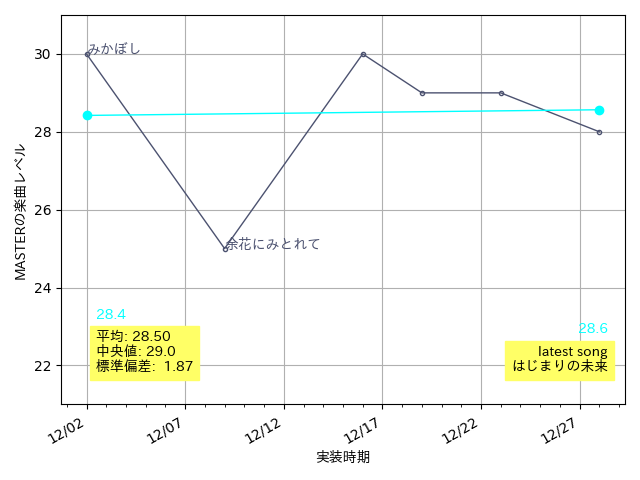 30
28
26
24
22
MASTERの楽曲レベル
みかぼし
余花にみとれて
28.4
平均: 28.50
中央値: 29.0
標準偏差: 1.87
28.6
latest song
はじまりの未来
12/02
12/07
12/12
12/17
12/22
12/27
実装時期